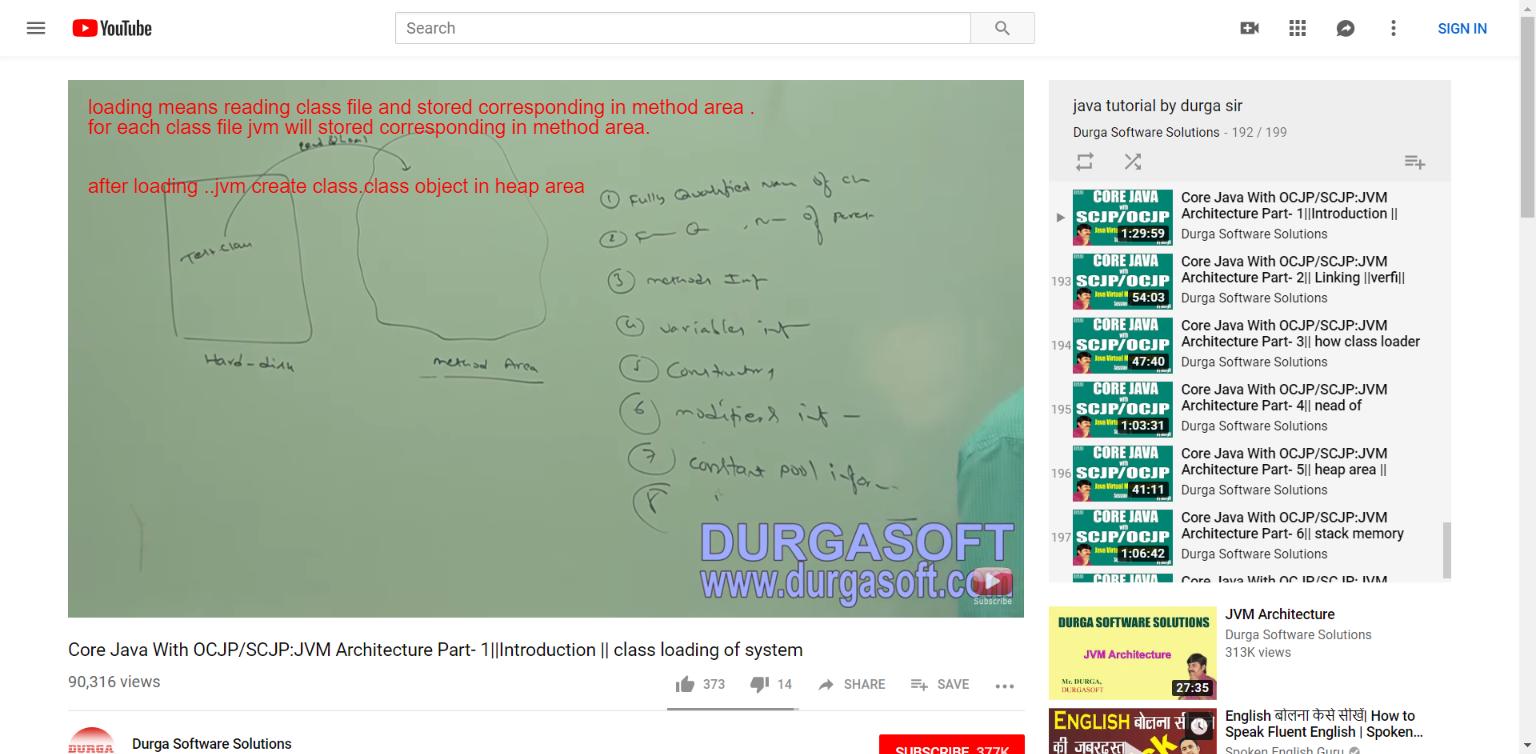 YouTube
Search
SIGN IN
loading means reading class file and stored corresponding in method area .
for each class file jvm will stored corresponding in method area.
after loading ..jvm create class.class object in heap area
Hard-disk
method Area
① Fully Qualified name of
②
③ methods Inf
④ variables inf
⑤ Constructors
⑥ modifiers inf
⑦ constant pool infor
⑧
DURGASOFT
www.durgasoft.com
Subscribe
Core Java With OCJP/SCJP:JVM Architecture Part- 1||Introduction || class loading of system
90,316 views
373
14
SHARE
SAVE
DURGA
Durga Software Solutions
SUBSCRIBE 377K
java tutorial by durga sir
Durga Software Solutions - 192 / 199
CORE JAVA
with
SCJP/OCJP
1:29:59
Core Java With OCJP/SCJP:JVM
Architecture Part- 1||Introduction ||
Durga Software Solutions
193
CORE JAVA
with
SCJP/OCJP
54:03
Core Java With OCJP/SCJP:JVM
Architecture Part- 2|| Linking ||verfi||
Durga Software Solutions
194
CORE JAVA
with
SCJP/OCJP
47:40
Core Java With OCJP/SCJP:JVM
Architecture Part- 3|| how class loader
Durga Software Solutions
195
CORE JAVA
with
SCJP/OCJP
1:03:31
Core Java With OCJP/SCJP:JVM
Architecture Part- 4|| nead of
Durga Software Solutions
196
CORE JAVA
with
SCJP/OCJP
41:11
Core Java With OCJP/SCJP:JVM
Architecture Part- 5|| heap area ||
Durga Software Solutions
197
CORE JAVA
with
SCJP/OCJP
1:06:42
Core Java With OCJP/SCJP:JVM
Architecture Part- 6|| stack memory
Durga Software Solutions
CORE JAVA
Core Java With OCJP/SCJP:JVM
DURGA SOFTWARE SOLUTIONS
JVM Architecture
Mr. DURGA,
DURGASOFT
27:35
JVM Architecture
Durga Software Solutions
313K views
ENGLISH बोलना
की जबरदस्त
English बोलना कैसे सीखें| How to
Speak Fluent English | Spoken...
Spoken English Guru